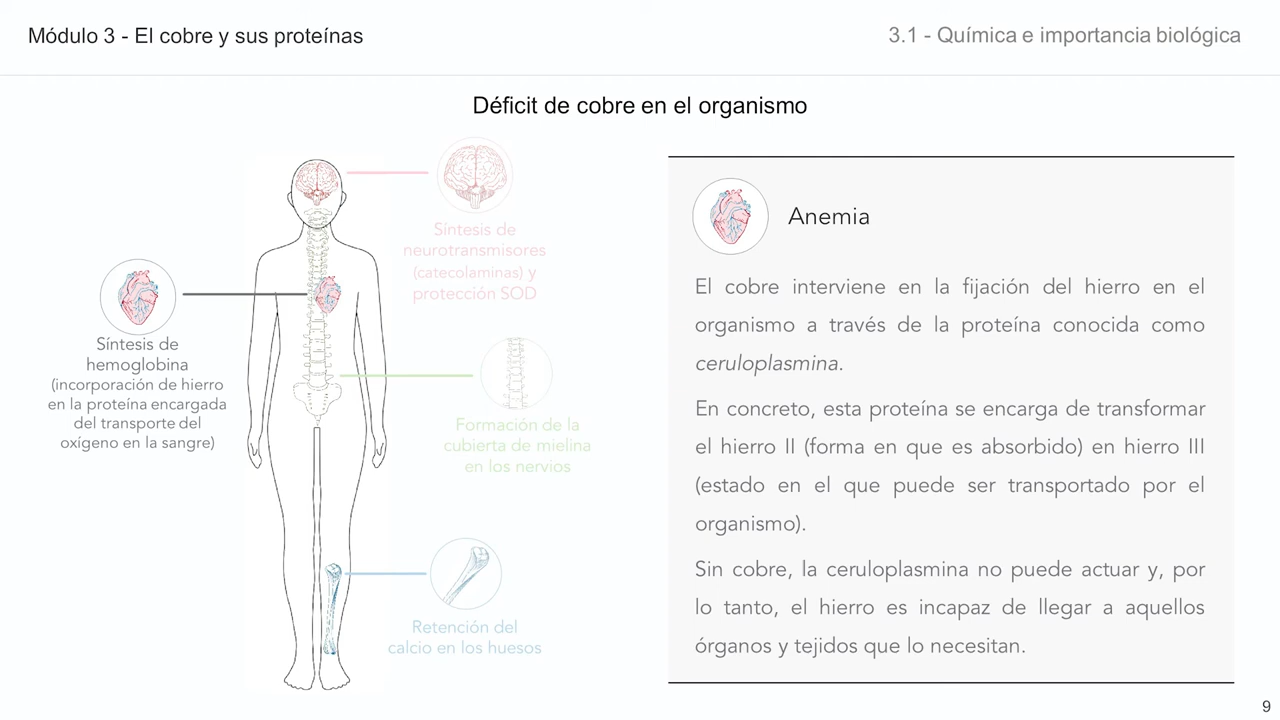 Módulo 3 - El cobre y sus proteínas
3.1 - Química e importancia biológica
Déficit de cobre en el organismo
Síntesis de
neurotransmisores
(catecolaminas) y
protección SOD
Síntesis de
hemoglobina
(incorporación de hierro
en la proteína encargada
del transporte del
oxígeno en la sangre)
Formación de la
cubierta de mielina
en los nervios
Retención del
calcio en los huesos
Anemia
El cobre interviene en la fijación del hierro en el
organismo a través de la proteína conocida como
ceruloplasmina.
En concreto, esta proteína se encarga de transformar
el hierro II (forma en que es absorbido) en hierro III
(estado en el que puede ser transportado por el
organismo).
Sin cobre, la ceruloplasmina no puede actuar y, por
lo tanto, el hierro es incapaz de llegar a aquellos
órganos y tejidos que lo necesitan.
9